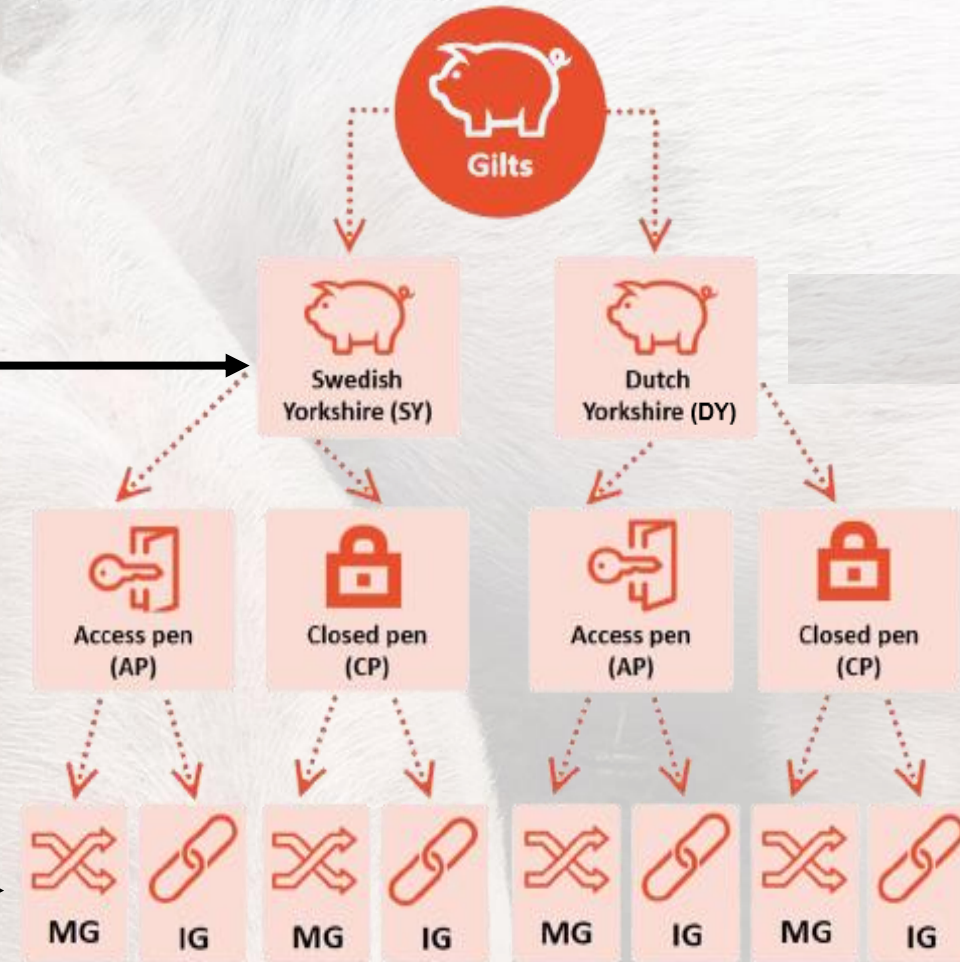 Gilts
Swedish
Yorkshire (SY)
Dutch
Yorkshire (DY)
Access pen
(AP)
Closed pen
(CP)
Access pen
(AP)
Closed pen
(CP)
MG
IG
MG
IG
MG
IG
MG
IG